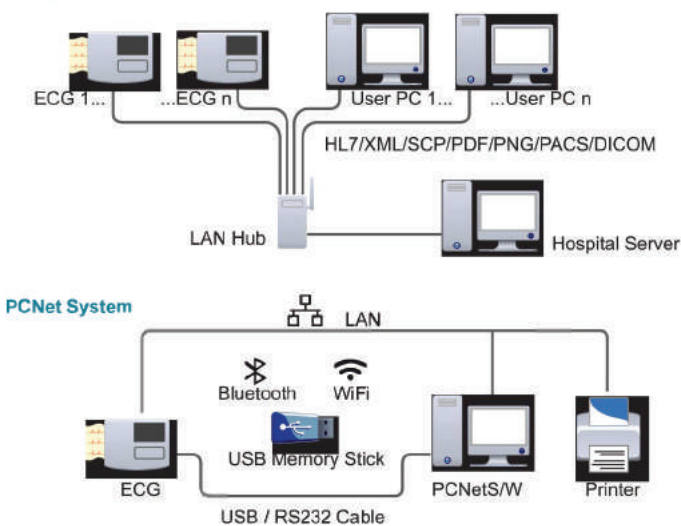 ECG 1... ...ECG n User PC 1... ...User PC n
HL7/XML/SCP/PDF/PNG/PACS/DICOM
LAN Hub
Hospital Server
PCNet System
LAN
Bluetooth WiFi
USB Memory Stick
ECG PCNetS/W Printer
USB / RS232 Cable